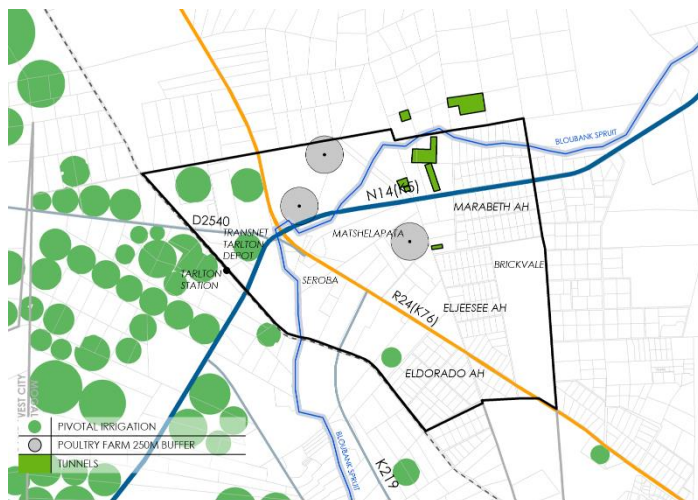 BLOUBANK SPRUIT
N14(K5)
MARABETH AH
D2540
TRANSNET
TARLTON
DEPOT
MATSHELAPATA
TARLTON
STATION
SEROBA
BRICKVALE
R24(K76)
ELJEESEE AH
ELDORADO AH
WEST CITY
BLOUBANK SPRUIT
K219
PIVOTAL IRRIGATION
POULTRY FARM 250M BUFFER
TUNNELS